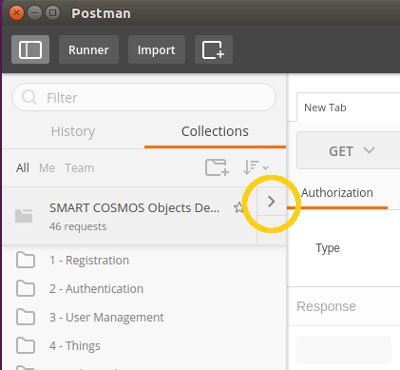 Postman
Runner
Import
Filter
History
Collections
All
Me
Team
SMART COSMOS Objects De...
46 requests
1 - Registration
2 - Authentication
3 - User Management
4 - Things
New Tab
GET
Authorization
Type
Response